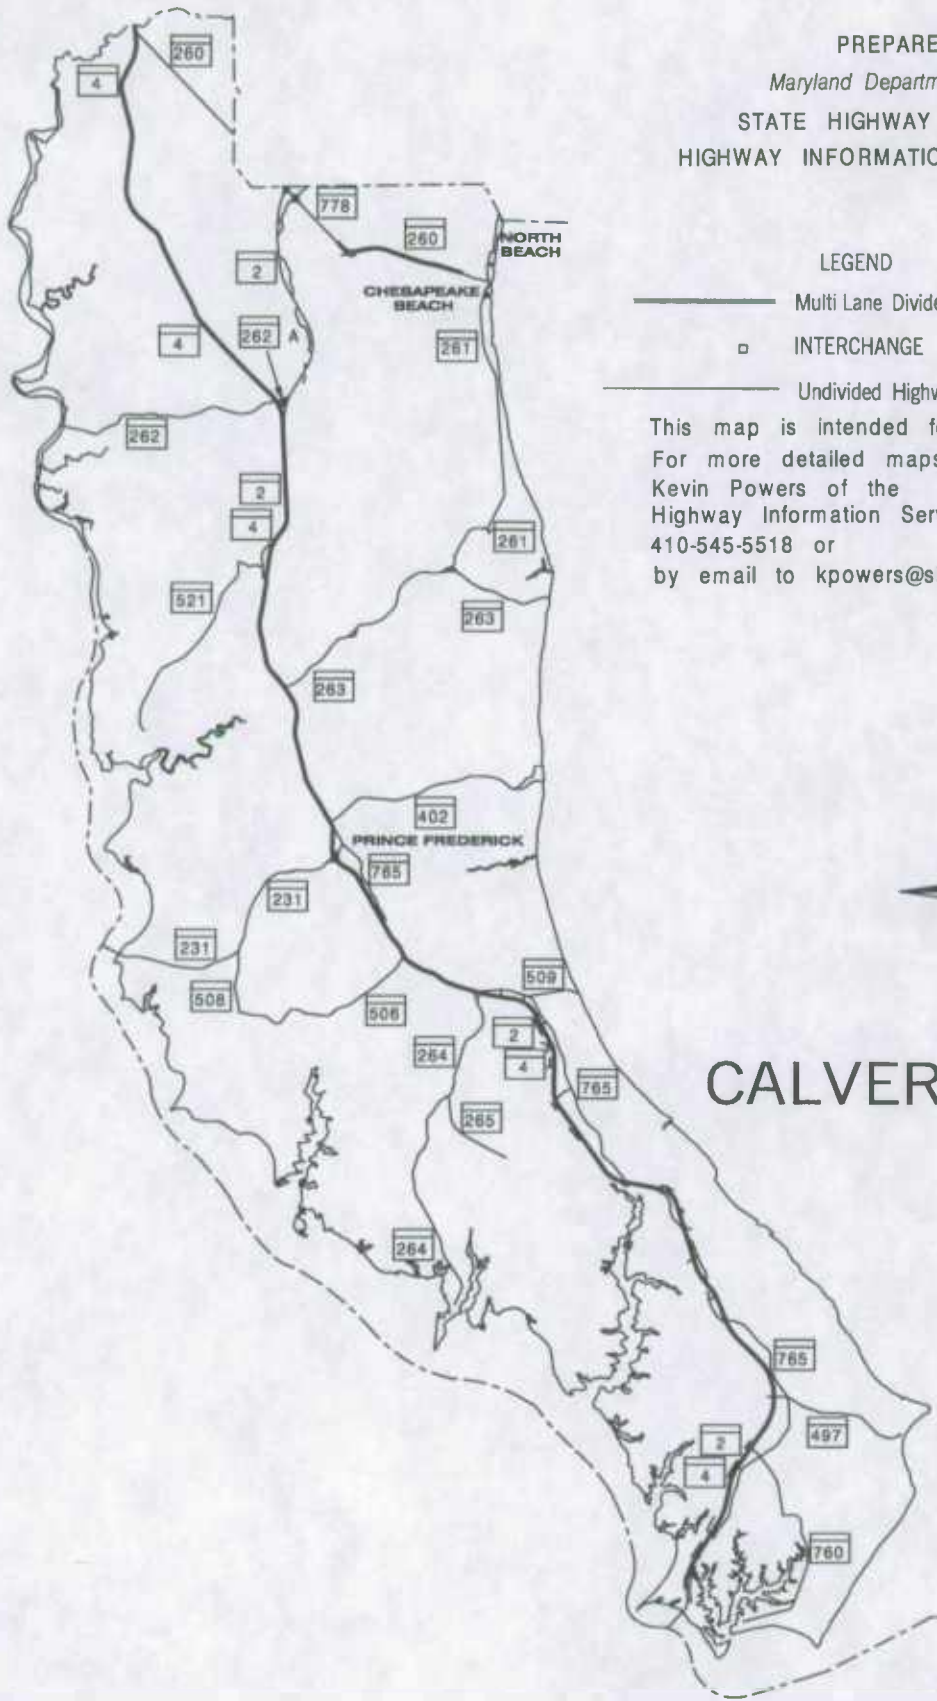 PREPARE
Maryland Departm
STATE HIGHWAY
HIGHWAY INFORMATIO
260
4
778
260
NORTH
BEACH
2
LEGEND
CHESAPEAKE
BEACH
Multi Lane Divide
4
262
A
261
INTERCHANGE
Undivided Highw
262
This map is intended f
For more detailed maps
Kevin Powers of the
Highway Information Ser
410-545-5518 or
by email to kpowers@s
2
4
261
521
263
263
402
PRINCE FREDERICK
765
231
231
508
506
509
2
264
4
765
CALVER
265
264
765
2
497
4
760